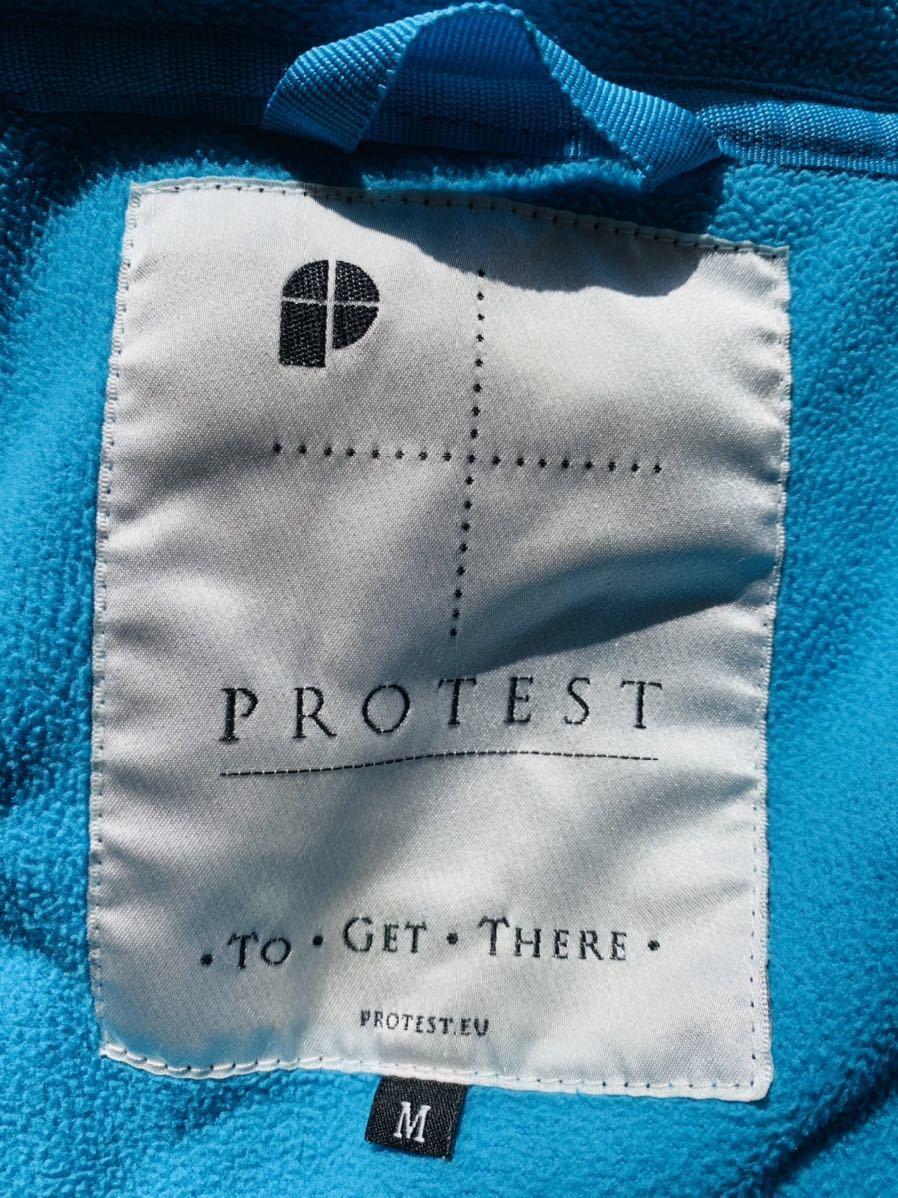 P
PROTEST
• TO • GET • THERE •
PROTEST.EU
M